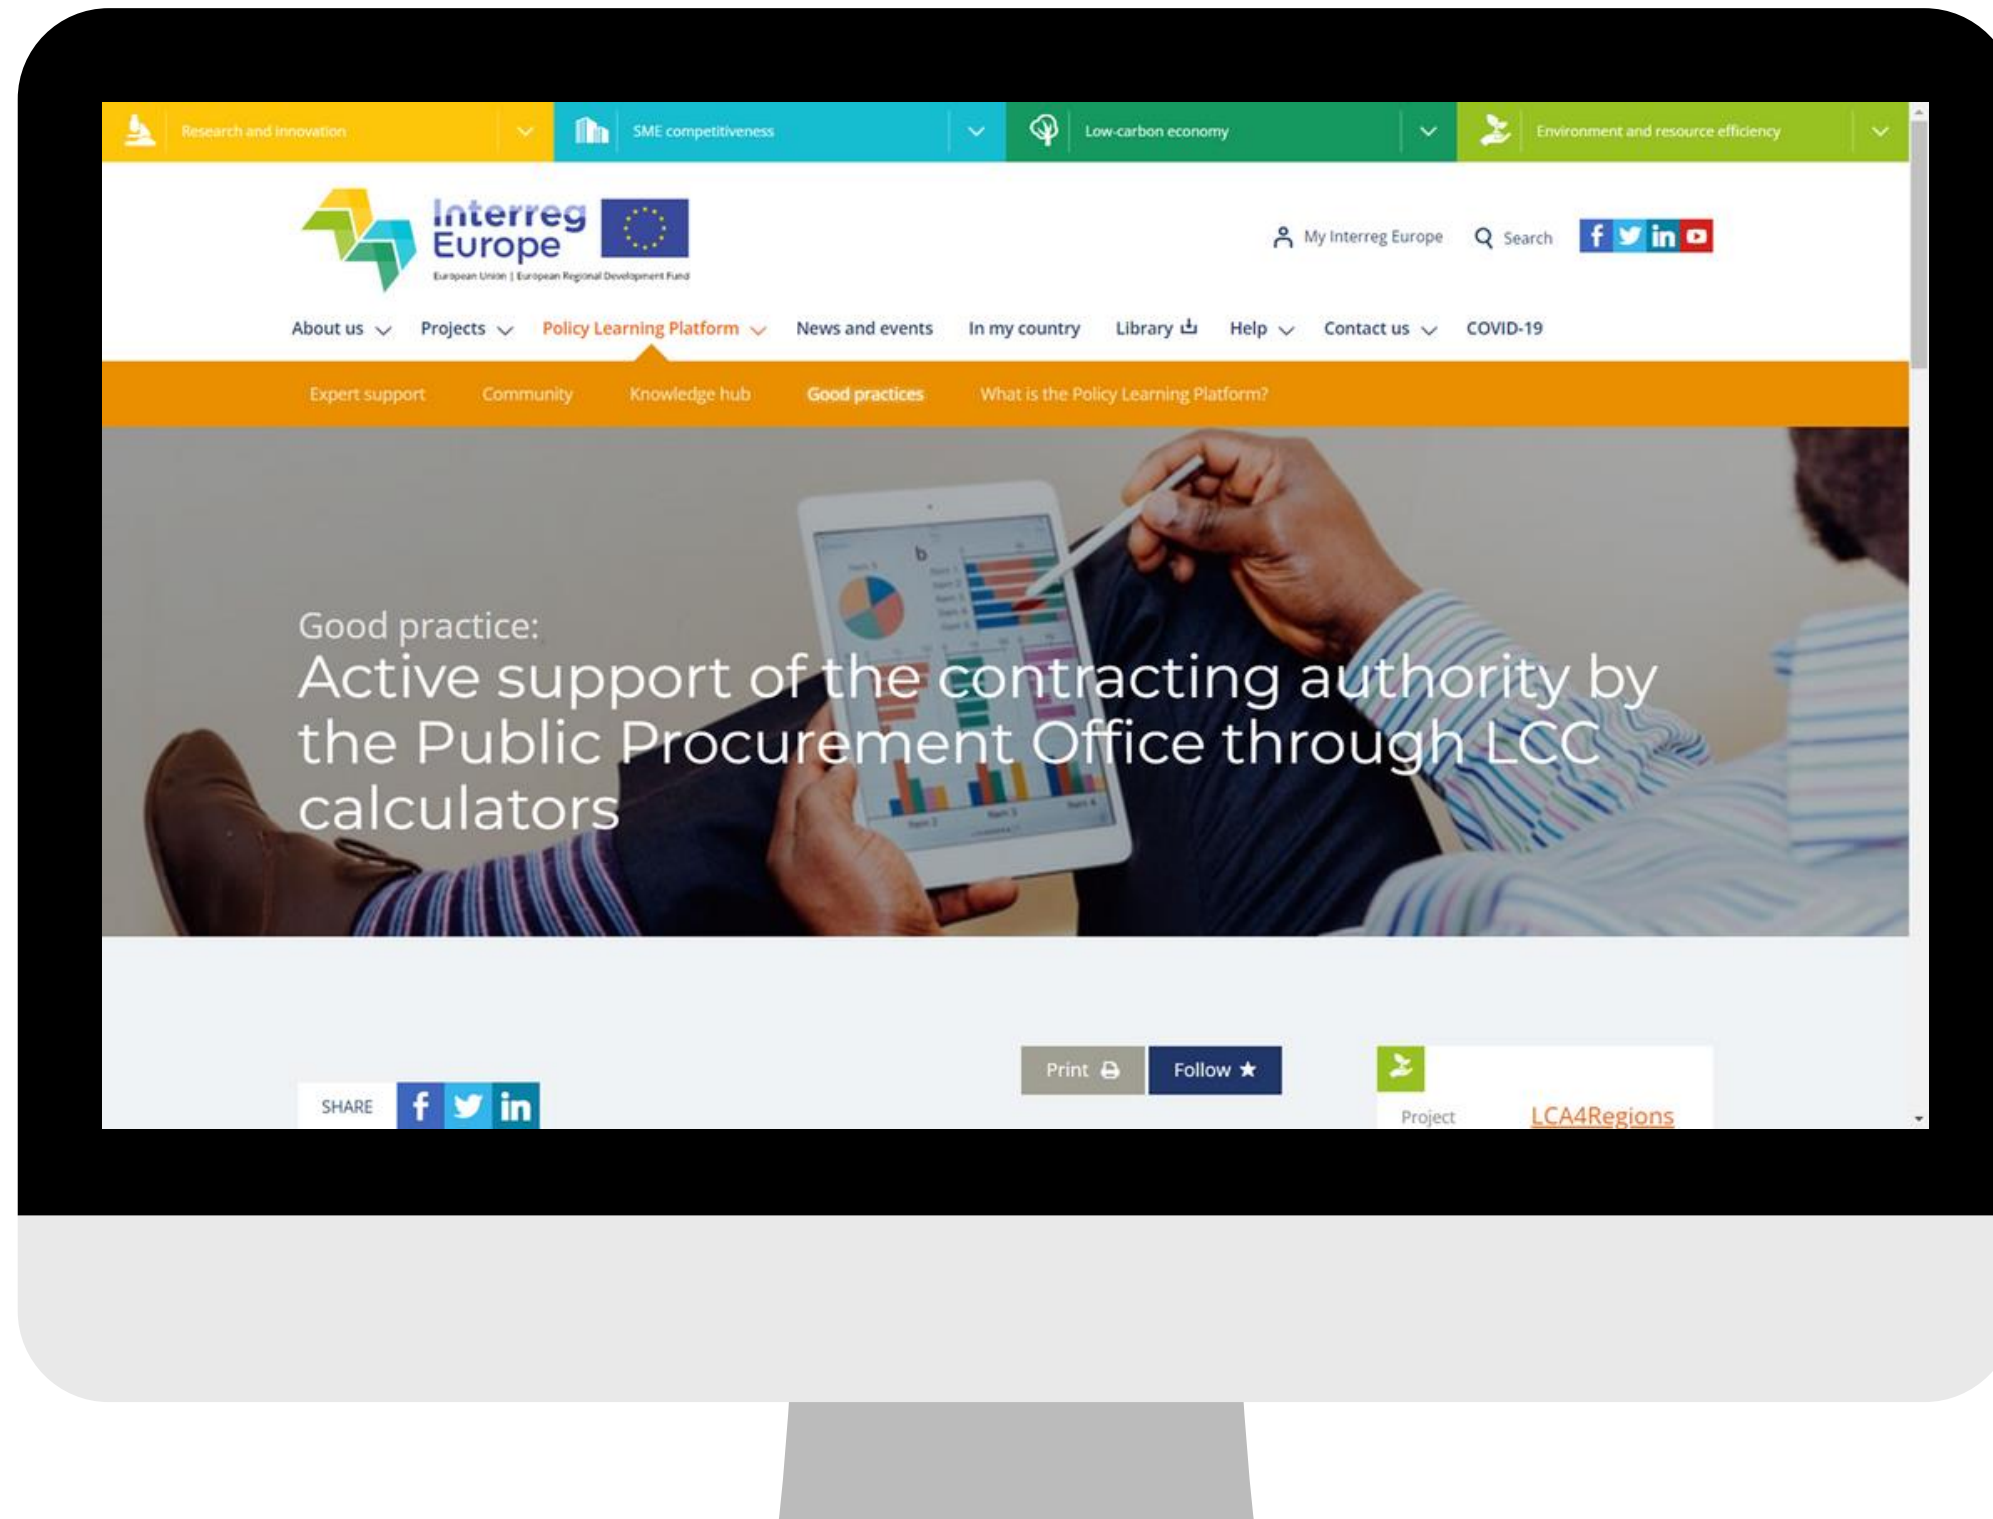 Research and innovation
SME competitiveness
Low-carbon economy
Environment and resource efficiency
Interreg
Europe
European Union | European Regional Development Fund
My Interreg Europe
Search
About us
Projects
Policy Learning Platform
News and events
In my country
Library
Help
Contact us
COVID-19
Expert support
Community
Knowledge hub
Good practices
What is the Policy Learning Platform?
Good practice:
Active support of the contracting authority by
the Public Procurement Office through LCC
calculators
b
Print
Follow
SHARE
Project
LCA4Regions